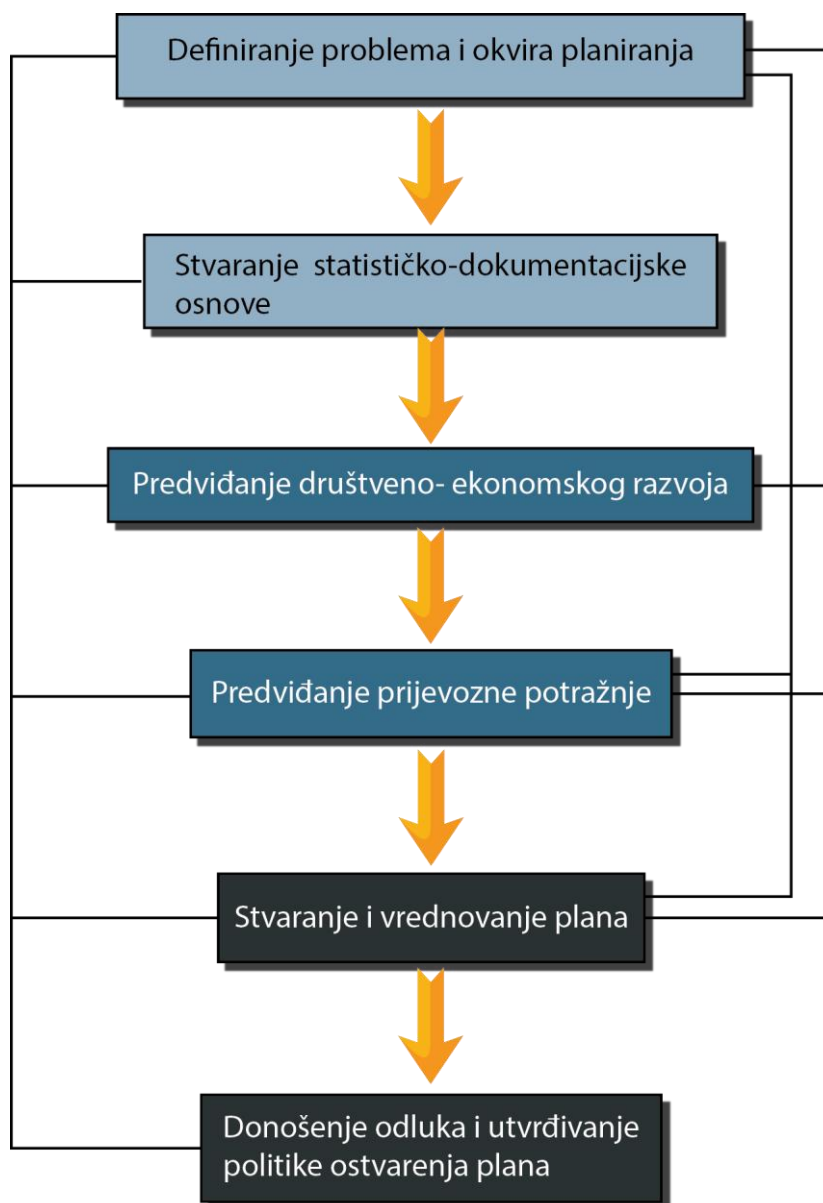 Definiranje problema i okvira planiranja
Stvaranje statističko-dokumentacijske
osnove
Predviđanje društveno- ekonomskog razvoja
Predviđanje prijevozne potražnje
Stvaranje i vrednovanje plana
Donošenje odluka i utvrđivanje
politike ostvarenja plana